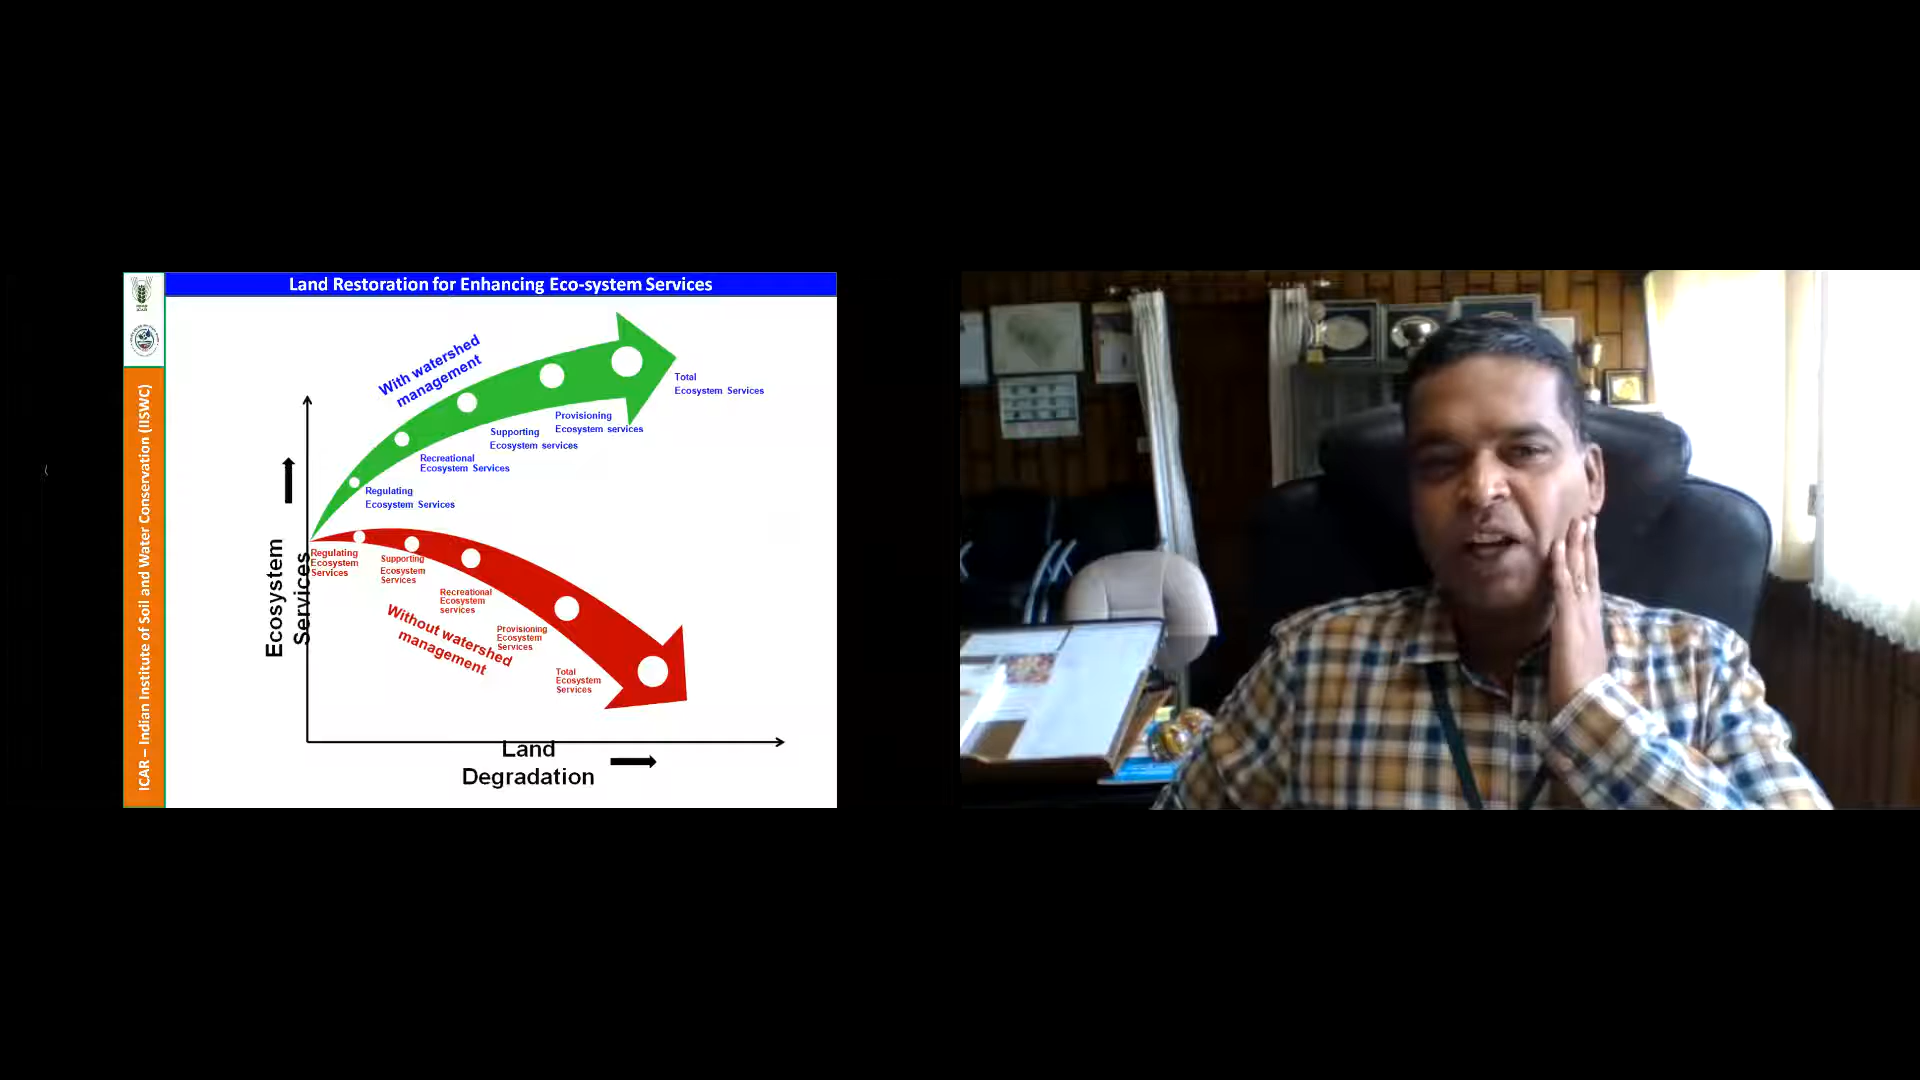 Land Restoration for Enhancing Eco-system Services
ICAR – Indian Institute of Soil and Water Conservation (IISWC)
With watershed
management
Total
Ecosystem Services
Provisioning
Ecosystem services
Supporting
Ecosystem services
Recreational
Ecosystem Services
Regulating
Ecosystem Services
Ecosystem
Services
Regulating
Ecosystem
Services
Supporting
Ecosystem
Services
Recreational
Ecosystem
services
Provisioning
Ecosystem
Services
Total
Ecosystem
Services
Without watershed
management
Land
Degradation